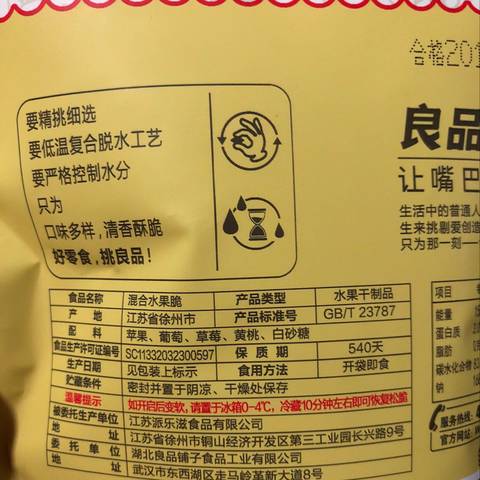 合格201
要精挑细选
要低温复合脱水工艺
要严格控制水分
只为
口味多样,清香酥脆
好零食,挑良品!
良品
让嘴巴
生活中的普通人
生来挑剔爱创造
只为那一刻
食品名称 混合水果脆 产品类型 水果干制品
产地 江苏省徐州市 产品标准号 GB/T 23787
配料 苹果、葡萄、草莓、黄桃、白砂糖
食品生产许可证编号 SC11332032300597 保质期 540天
生产日期 见包装上标示 食用方法 开袋即食
贮藏条件 密封并置于阴凉、干燥处保存
温馨提示 如开启后变软,请置于冰箱0-4℃,冷藏10分钟左右即可恢复松脆
被委托生产单位 江苏派乐滋食品有限公司
地址 江苏省徐州市铜山经济开发区第三工业园长兴路9号
委托单位 湖北良品铺子食品工业有限公司
地址 武汉市东西湖区走马岭革新大道8号
项目
能量
蛋白质
脂肪
碳水化合物
钠
服务热线
官方网站